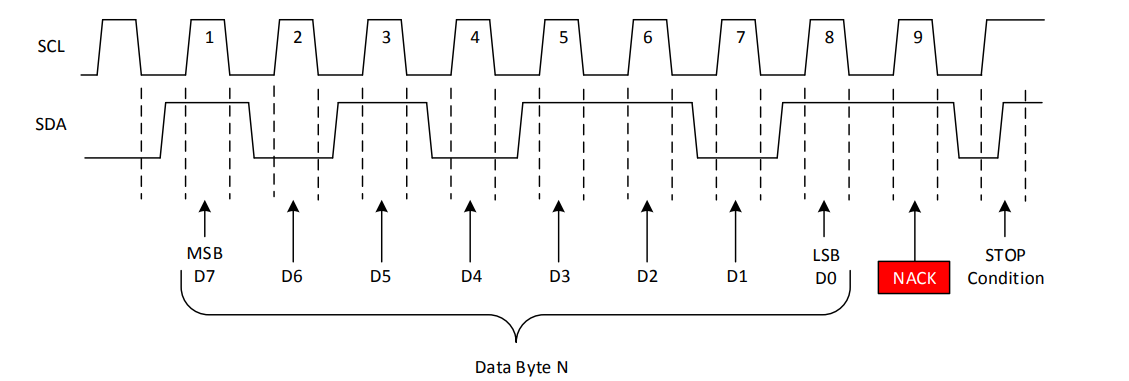 SCL
1 2 3 4 5 6 7 8 9
SDA
MSB LSB STOP
D7 D6 D5 D4 D3 D2 D1 D0 NACK Condition
Data Byte N